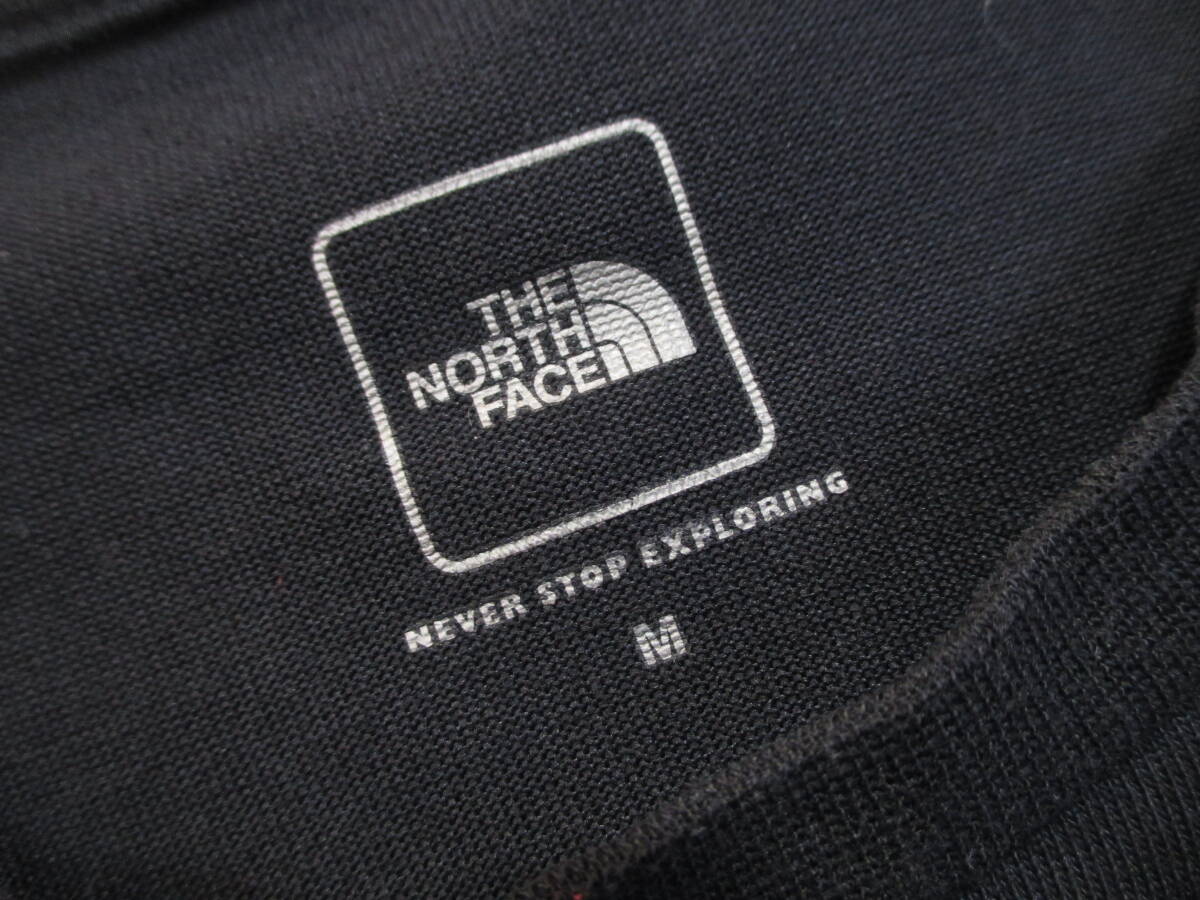 THE
NORTH
FACE
NEVER STOP EXPLORING
M